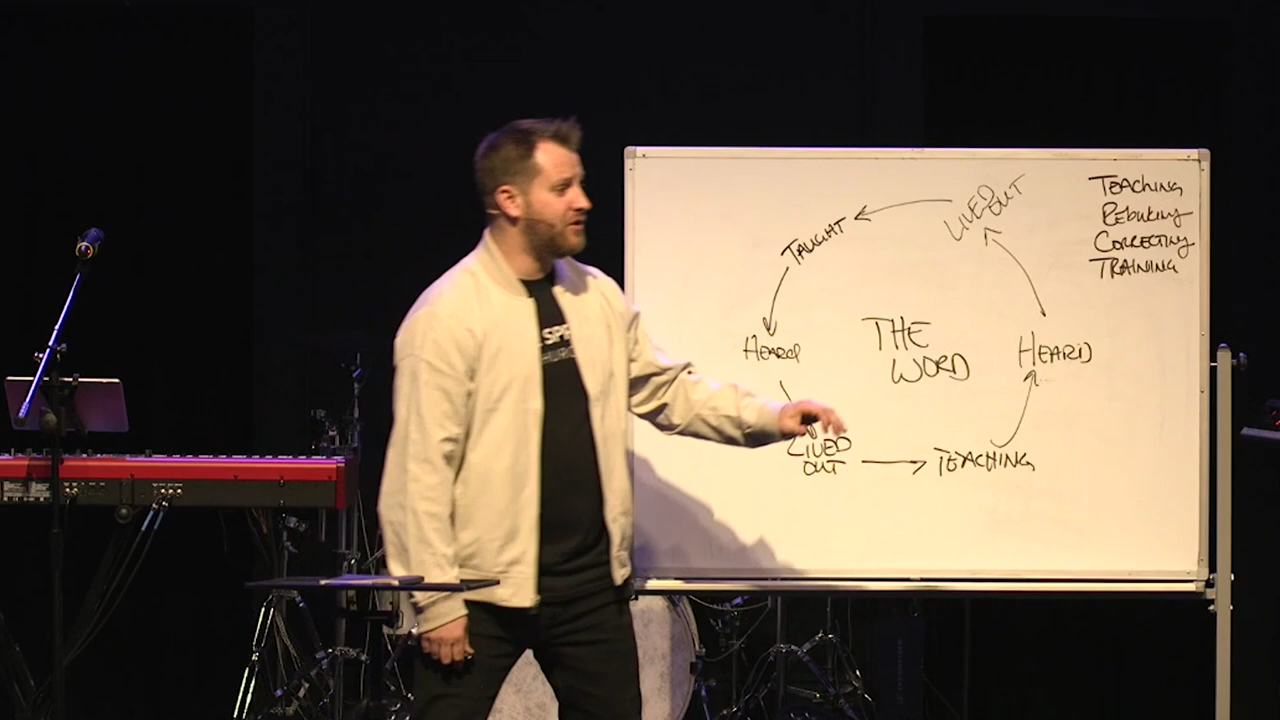 LIVED
OUT
TAUGHT
HEARD
THE
WORD
HEARD
LIVED
OUT
TEACHING
TEACHING
REBUKING
CORRECTING
TRAINING